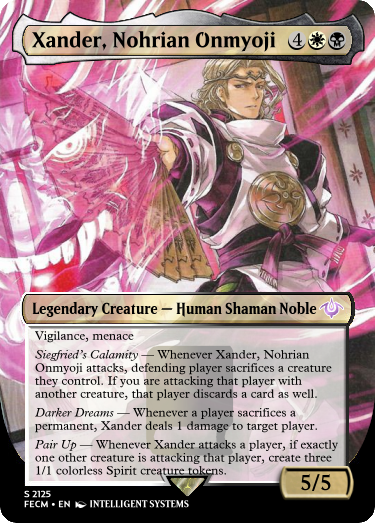 Xander, Nohrian Onmyoji 4
Legendary Creature — Human Shaman Noble
Vigilance, menace
Siegfried's Calamity — Whenever Xander, Nohrian
Onmyoji attacks, defending player sacrifices a creature
they control. If you are attacking that player with
another creature, that player discards a card as well.
Darker Dreams — Whenever a player sacrifices a
permanent, Xander deals 1 damage to target player.
Pair Up — Whenever Xander attacks a player, if exactly
one other creature is attacking that player, create three
1/1 colorless Spirit creature tokens.
5/5
S 2125
FECM • EN INTELLIGENT SYSTEMS